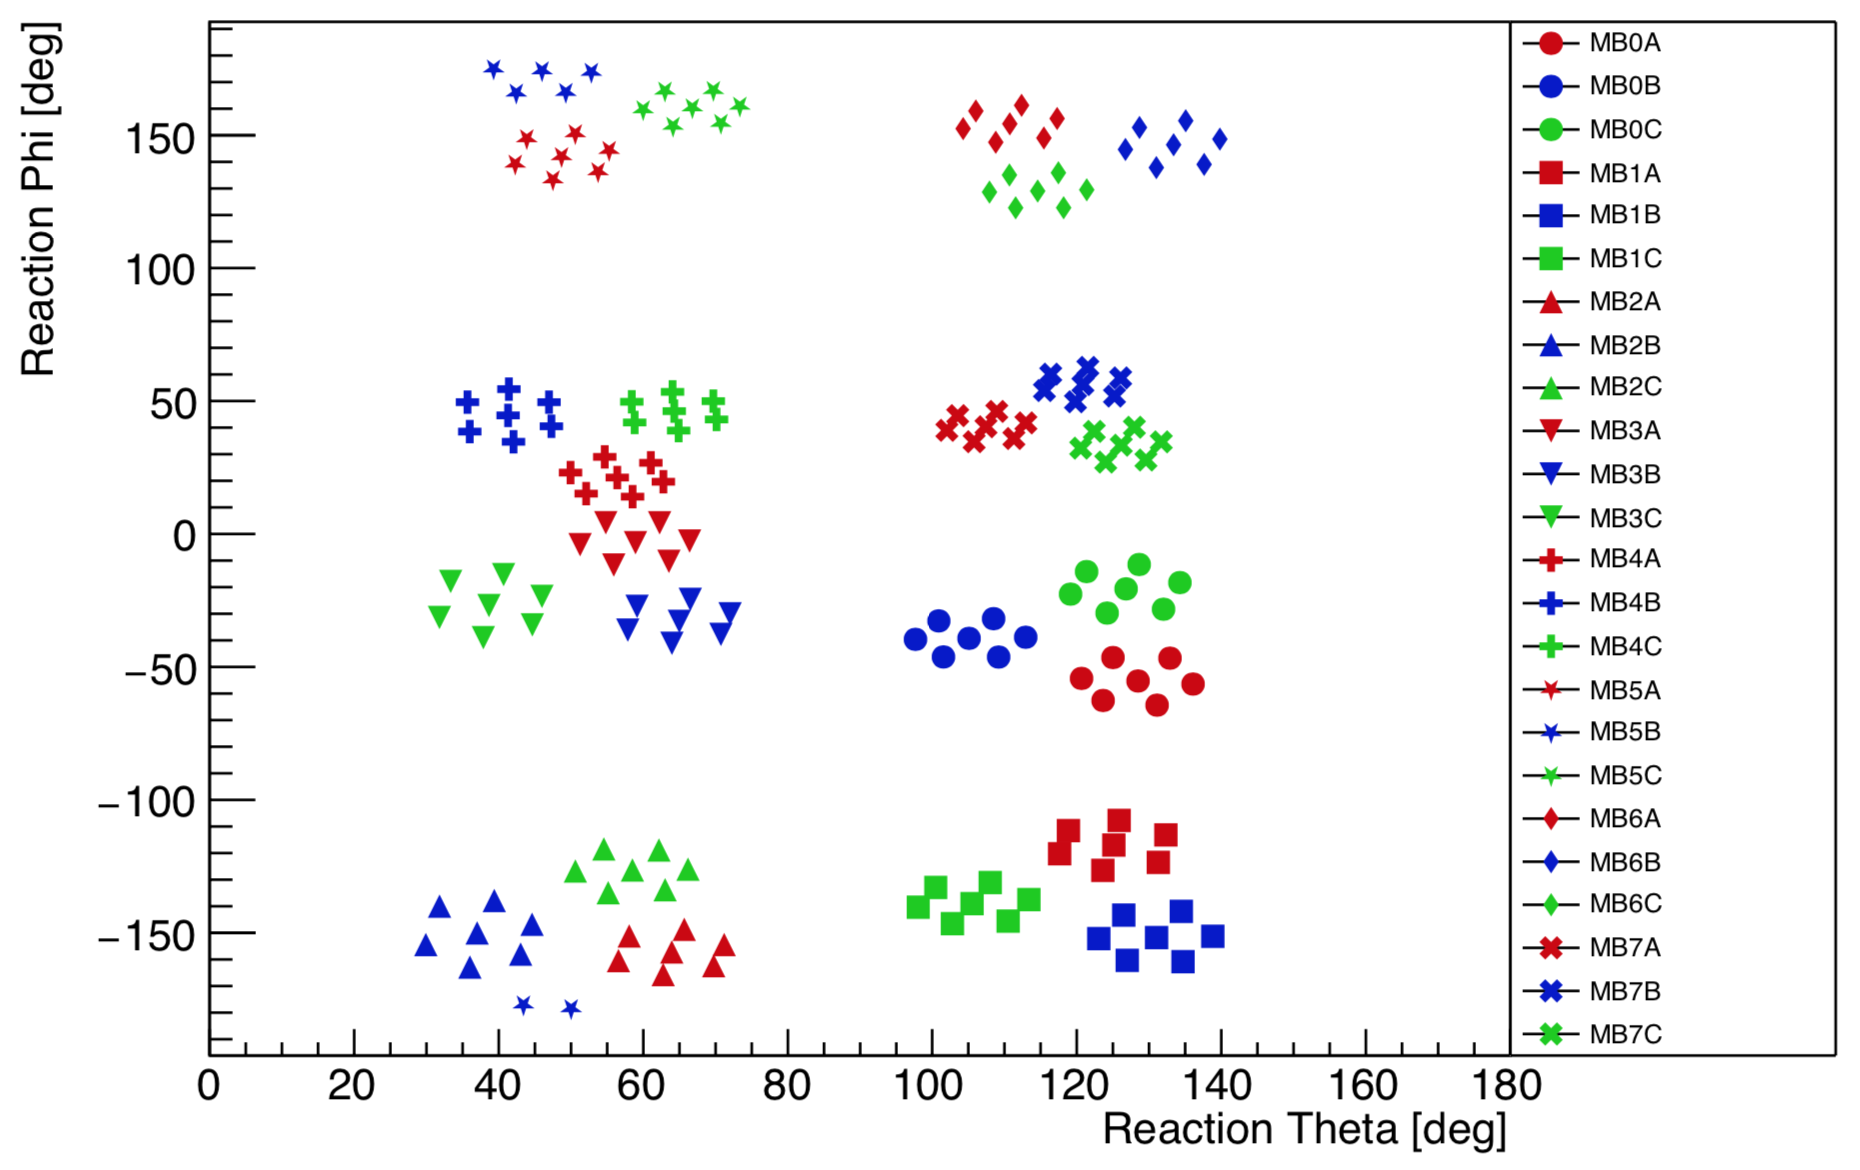 Reaction Phi [deg]
150
100
50
0
−50
−100
−150
0 20 40 60 80 100 120 140 160 180
Reaction Theta [deg]
MB0A
MB0B
MB0C
MB1A
MB1B
MB1C
MB2A
MB2B
MB2C
MB3A
MB3B
MB3C
MB4A
MB4B
MB4C
MB5A
MB5B
MB5C
MB6A
MB6B
MB6C
MB7A
MB7B
MB7C